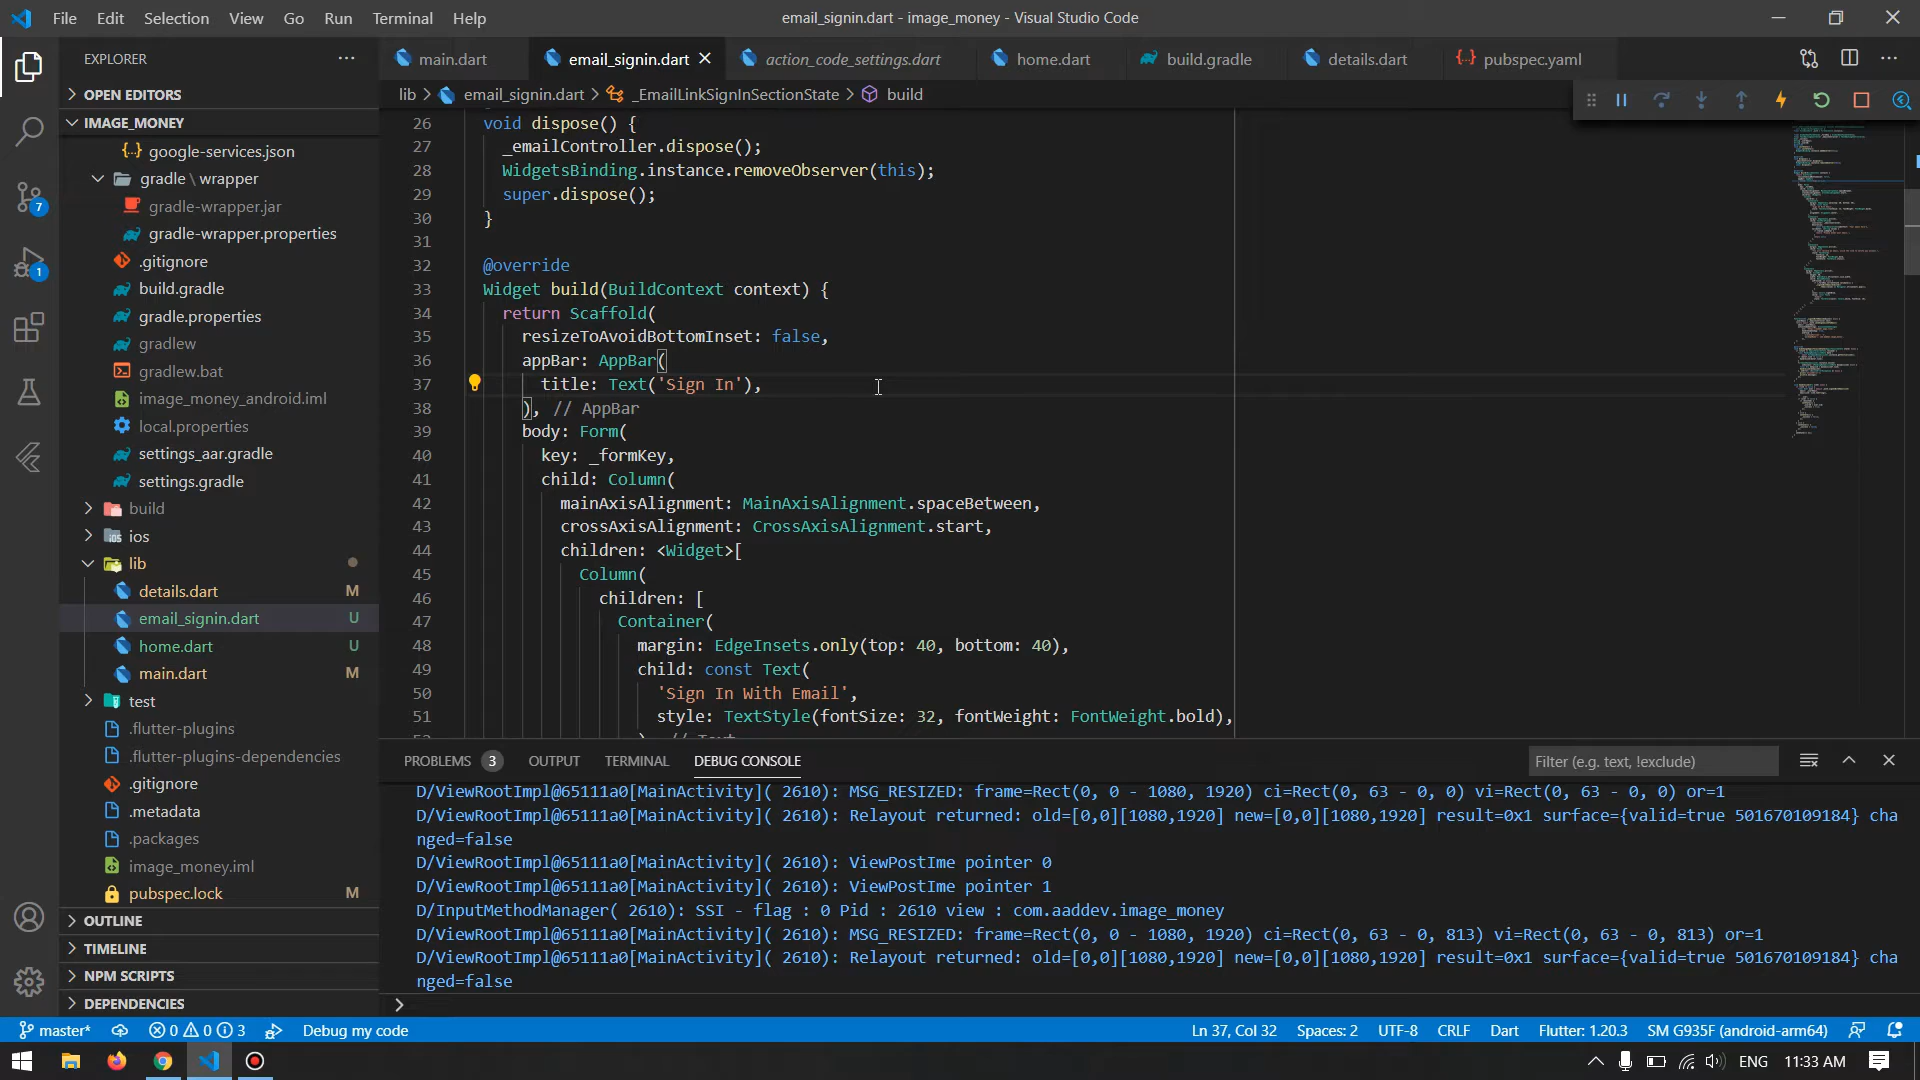 File Edit Selection View Go Run Terminal Help
email_signin.dart - image_money - Visual Studio Code
EXPLORER
main.dart
email_signin.dart
action_code_settings.dart
home.dart
build.gradle
details.dart
pubspec.yaml
OPEN EDITORS
IMAGE_MONEY
google-services.json
gradle \ wrapper
gradle-wrapper.jar
gradle-wrapper.properties
.gitignore
build.gradle
gradle.properties
gradlew
gradlew.bat
image_money_android.iml
local.properties
settings_aar.gradle
settings.gradle
build
ios
lib
details.dart M
email_signin.dart U
home.dart U
main.dart M
test
.flutter-plugins
.flutter-plugins-dependencies
.gitignore
.metadata
.packages
image_money.iml
pubspec.lock M
OUTLINE
TIMELINE
NPM SCRIPTS
DEPENDENCIES
7
1
lib > email_signin.dart > _EmailLinkSignInSectionState > build
26 void dispose() {
27 _emailController.dispose();
28 WidgetsBinding.instance.removeObserver(this);
29 super.dispose();
30 }
31
32 @override
33 Widget build(BuildContext context) {
34 return Scaffold(
35 resizeToAvoidBottomInset: false,
36 appBar: AppBar(
37 title: Text('Sign In'),
38 ), // AppBar
39 body: Form(
40 key: _formKey,
41 child: Column(
42 mainAxisAlignment: MainAxisAlignment.spaceBetween,
43 crossAxisAlignment: CrossAxisAlignment.start,
44 children: <Widget>[
45 Column(
46 children: [
47 Container(
48 margin: EdgeInsets.only(top: 40, bottom: 40),
49 child: const Text(
50 'Sign In With Email',
51 style: TextStyle(fontSize: 32, fontWeight: FontWeight.bold),
PROBLEMS 3 OUTPUT TERMINAL DEBUG CONSOLE
Filter (e.g. text, !exclude)
D/ViewRootImpl@65111a0[MainActivity]( 2610): MSG_RESIZED: frame=Rect(0, 0 - 1080, 1920) ci=Rect(0, 63 - 0, 0) vi=Rect(0, 63 - 0, 0) or=1
D/ViewRootImpl@65111a0[MainActivity]( 2610): Relayout returned: old=[0,0][1080,1920] new=[0,0][1080,1920] result=0x1 surface={valid=true 501670109184} cha
nged=false
D/ViewRootImpl@65111a0[MainActivity]( 2610): ViewPostIme pointer 0
D/ViewRootImpl@65111a0[MainActivity]( 2610): ViewPostIme pointer 1
D/InputMethodManager( 2610): SSI - flag : 0 Pid : 2610 view : com.aaddev.image_money
D/ViewRootImpl@65111a0[MainActivity]( 2610): MSG_RESIZED: frame=Rect(0, 0 - 1080, 1920) ci=Rect(0, 63 - 0, 813) vi=Rect(0, 63 - 0, 813) or=1
D/ViewRootImpl@65111a0[MainActivity]( 2610): Relayout returned: old=[0,0][1080,1920] new=[0,0][1080,1920] result=0x1 surface={valid=true 501670109184} cha
nged=false
master* 0 0 3 Debug my code
Ln 37, Col 32 Spaces: 2 UTF-8 CRLF Dart Flutter: 1.20.3 SM G935F (android-arm64)
ENG 11:33 AM